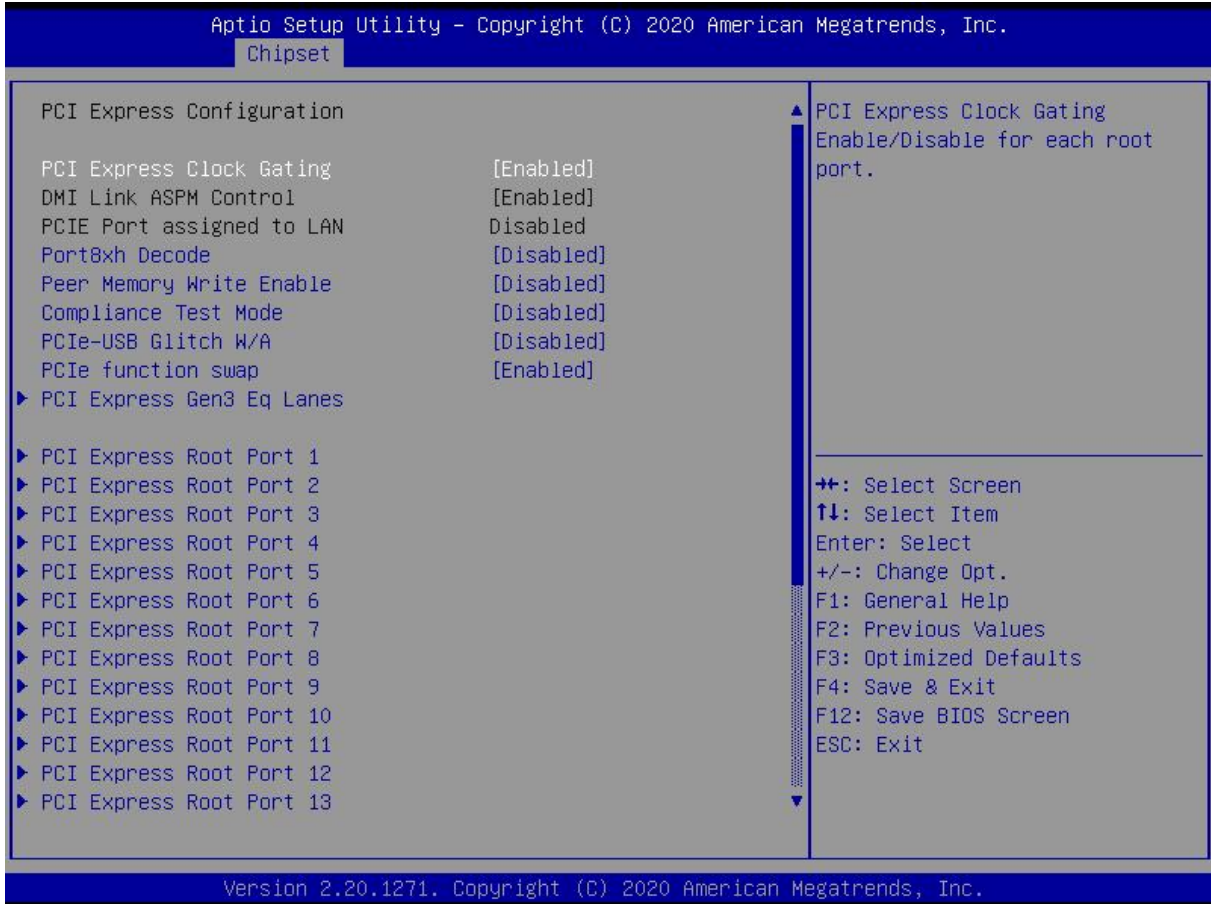 Aptio Setup Utility – Copyright (C) 2020 American Megatrends, Inc.
Chipset
PCI Express Configuration
PCI Express Clock Gating [Enabled]
DMI Link ASPM Control [Enabled]
PCIE Port assigned to LAN Disabled
Port8xh Decode [Disabled]
Peer Memory Write Enable [Disabled]
Compliance Test Mode [Disabled]
PCIe-USB Glitch W/A [Disabled]
PCIe function swap [Enabled]
PCI Express Gen3 Eq Lanes
PCI Express Root Port 1
PCI Express Root Port 2
PCI Express Root Port 3
PCI Express Root Port 4
PCI Express Root Port 5
PCI Express Root Port 6
PCI Express Root Port 7
PCI Express Root Port 8
PCI Express Root Port 9
PCI Express Root Port 10
PCI Express Root Port 11
PCI Express Root Port 12
PCI Express Root Port 13
PCI Express Clock Gating
Enable/Disable for each root
port.
→←: Select Screen
↑↓: Select Item
Enter: Select
+/-: Change Opt.
F1: General Help
F2: Previous Values
F3: Optimized Defaults
F4: Save & Exit
F12: Save BIOS Screen
ESC: Exit
Version 2.20.1271. Copyright (C) 2020 American Megatrends, Inc.